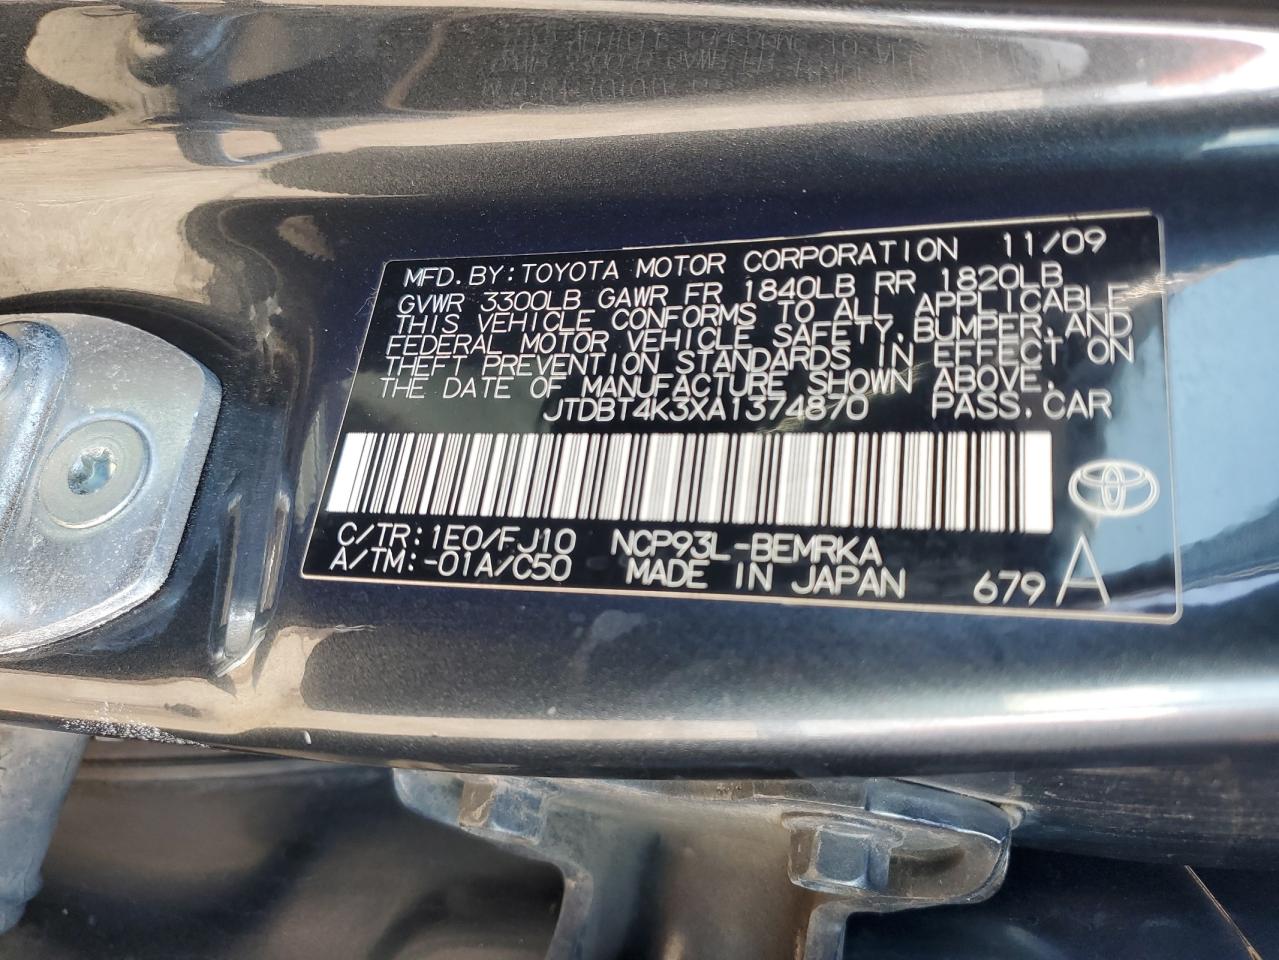 MFD.BY:TOYOTA MOTOR CORPORATION 11/09
GVWR 3300LB GAWR FR 1840LB RR 1820LB
THIS VEHICLE CONFORMS TO ALL APPLICABLE
FEDERAL MOTOR VEHICLE SAFETY,BUMPER,AND
THEFT PREVENTION STANDARDS IN EFFECT ON
THE DATE OF MANUFACTURE SHOWN ABOVE.
JTDBT4K3XA1374870 PASS.CAR
C/TR:1E0/FJ10 NCP93L-BEMRKA
A/TM:-01A/C50 MADE IN JAPAN 679 A